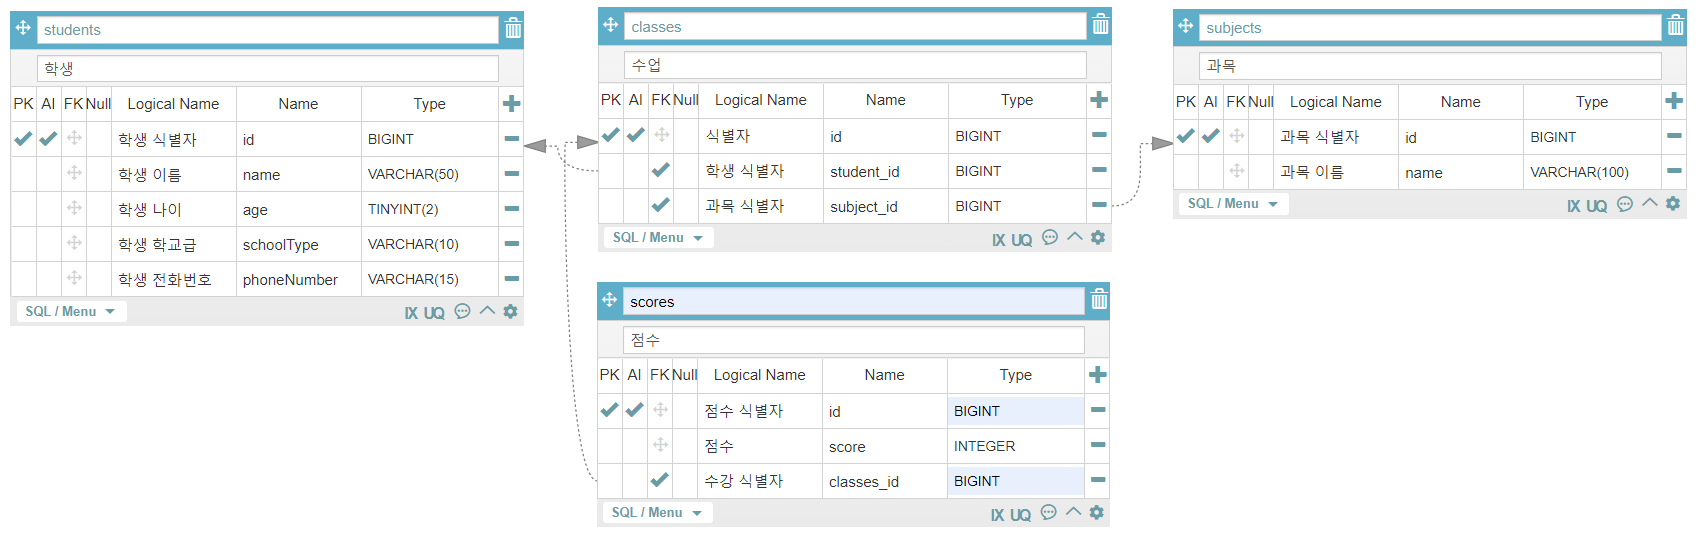 students
학생
PK AI FK Null Logical Name Name Type
학생 식별자 id BIGINT
학생 이름 name VARCHAR(50)
학생 나이 age TINYINT(2)
학생 학교급 schoolType VARCHAR(10)
학생 전화번호 phoneNumber VARCHAR(15)
SQL / Menu IX UQ
classes
수업
PK AI FK Null Logical Name Name Type
식별자 id BIGINT
학생 식별자 student_id BIGINT
과목 식별자 subject_id BIGINT
SQL / Menu IX UQ
scores
점수
PK AI FK Null Logical Name Name Type
점수 식별자 id BIGINT
점수 score INTEGER
수강 식별자 classes_id BIGINT
SQL / Menu IX UQ
subjects
과목
PK AI FK Null Logical Name Name Type
과목 식별자 id BIGINT
과목 이름 name VARCHAR(100)
SQL / Menu IX UQ